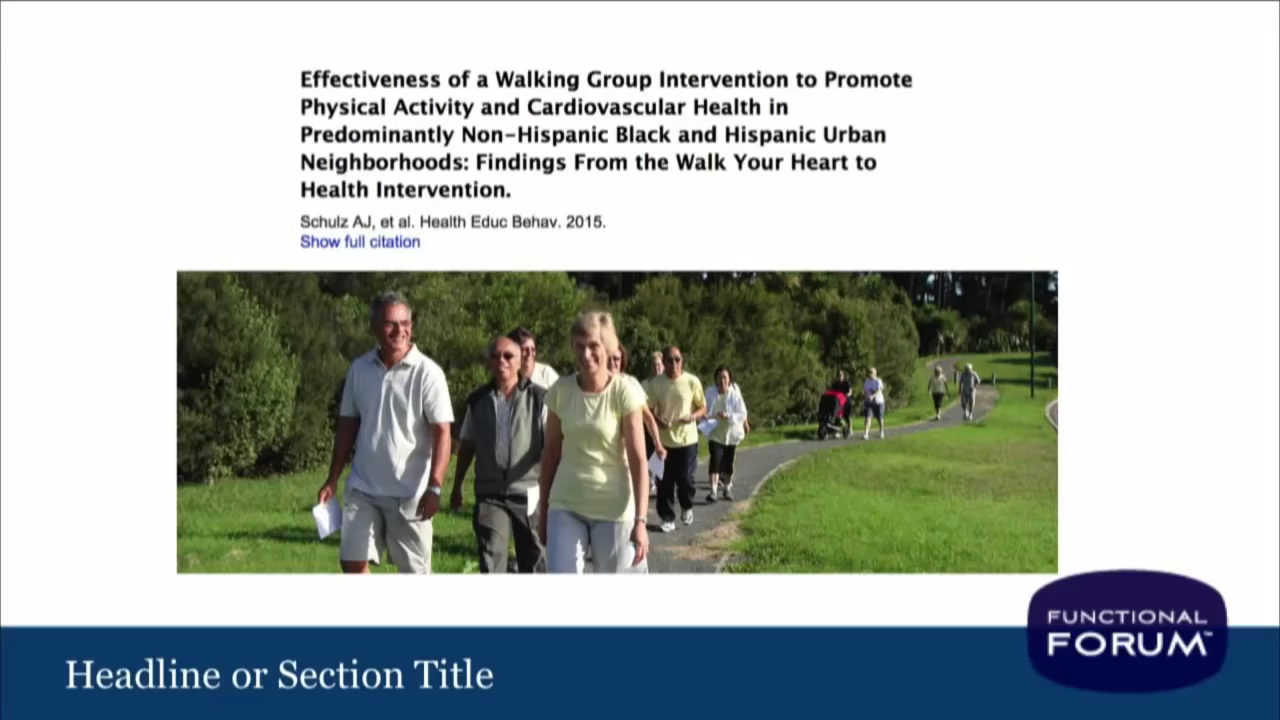 Effectiveness of a Walking Group Intervention to Promote
Physical Activity and Cardiovascular Health in
Predominantly Non-Hispanic Black and Hispanic Urban
Neighborhoods: Findings From the Walk Your Heart to
Health Intervention.
Schulz AJ, et al. Health Educ Behav. 2015.
Show full citation
FUNCTIONAL
FORUM™
Headline or Section Title